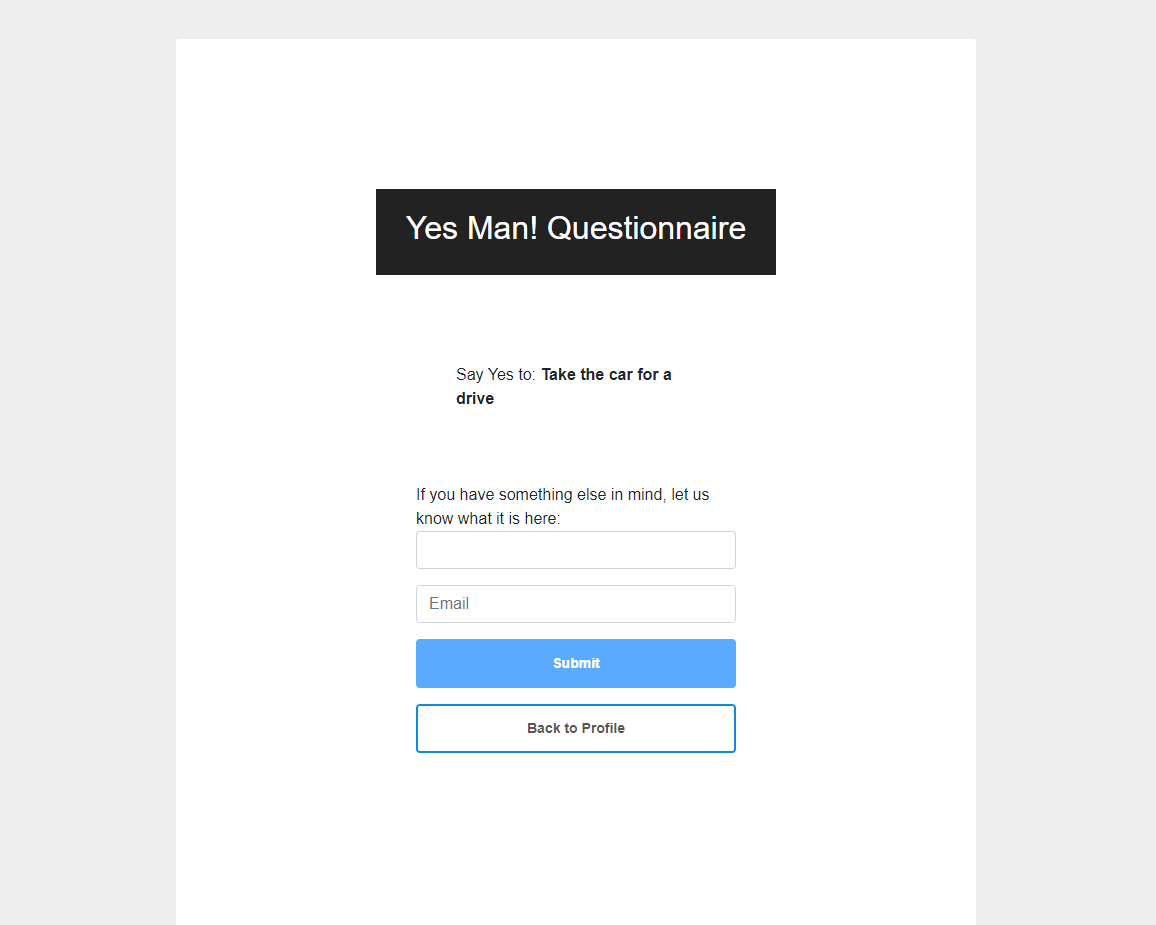 Yes Man! Questionnaire
Say Yes to: Take the car for a
drive
If you have something else in mind, let us
know what it is here:
Email
Submit
Back to Profile